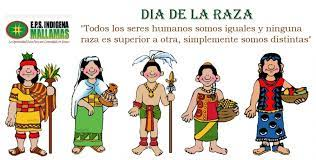 DIA DE LA RAZA
E.P.S. INDIGENA
MALLAMAS
"Todos los seres humanos somos iguales y ninguna
raza es superior a otra, simplemente somos distintas"